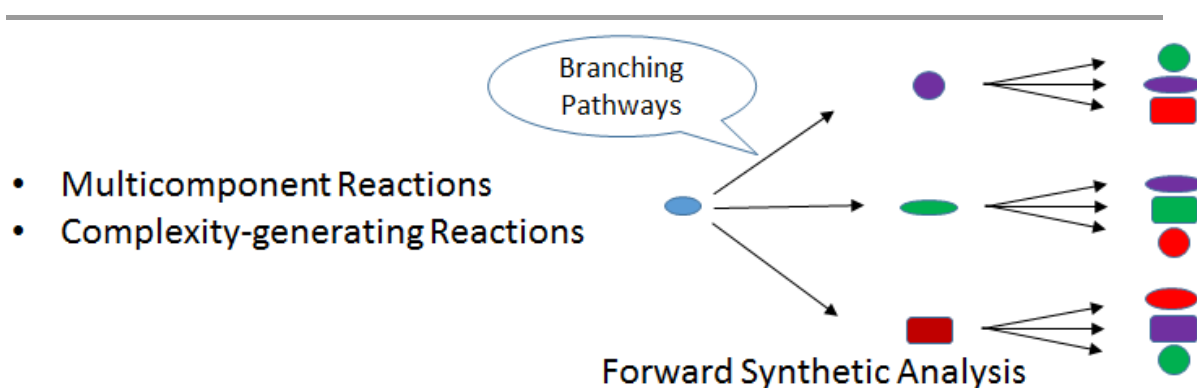 Branching
Pathways
• Multicomponent Reactions
• Complexity-generating Reactions
Forward Synthetic Analysis